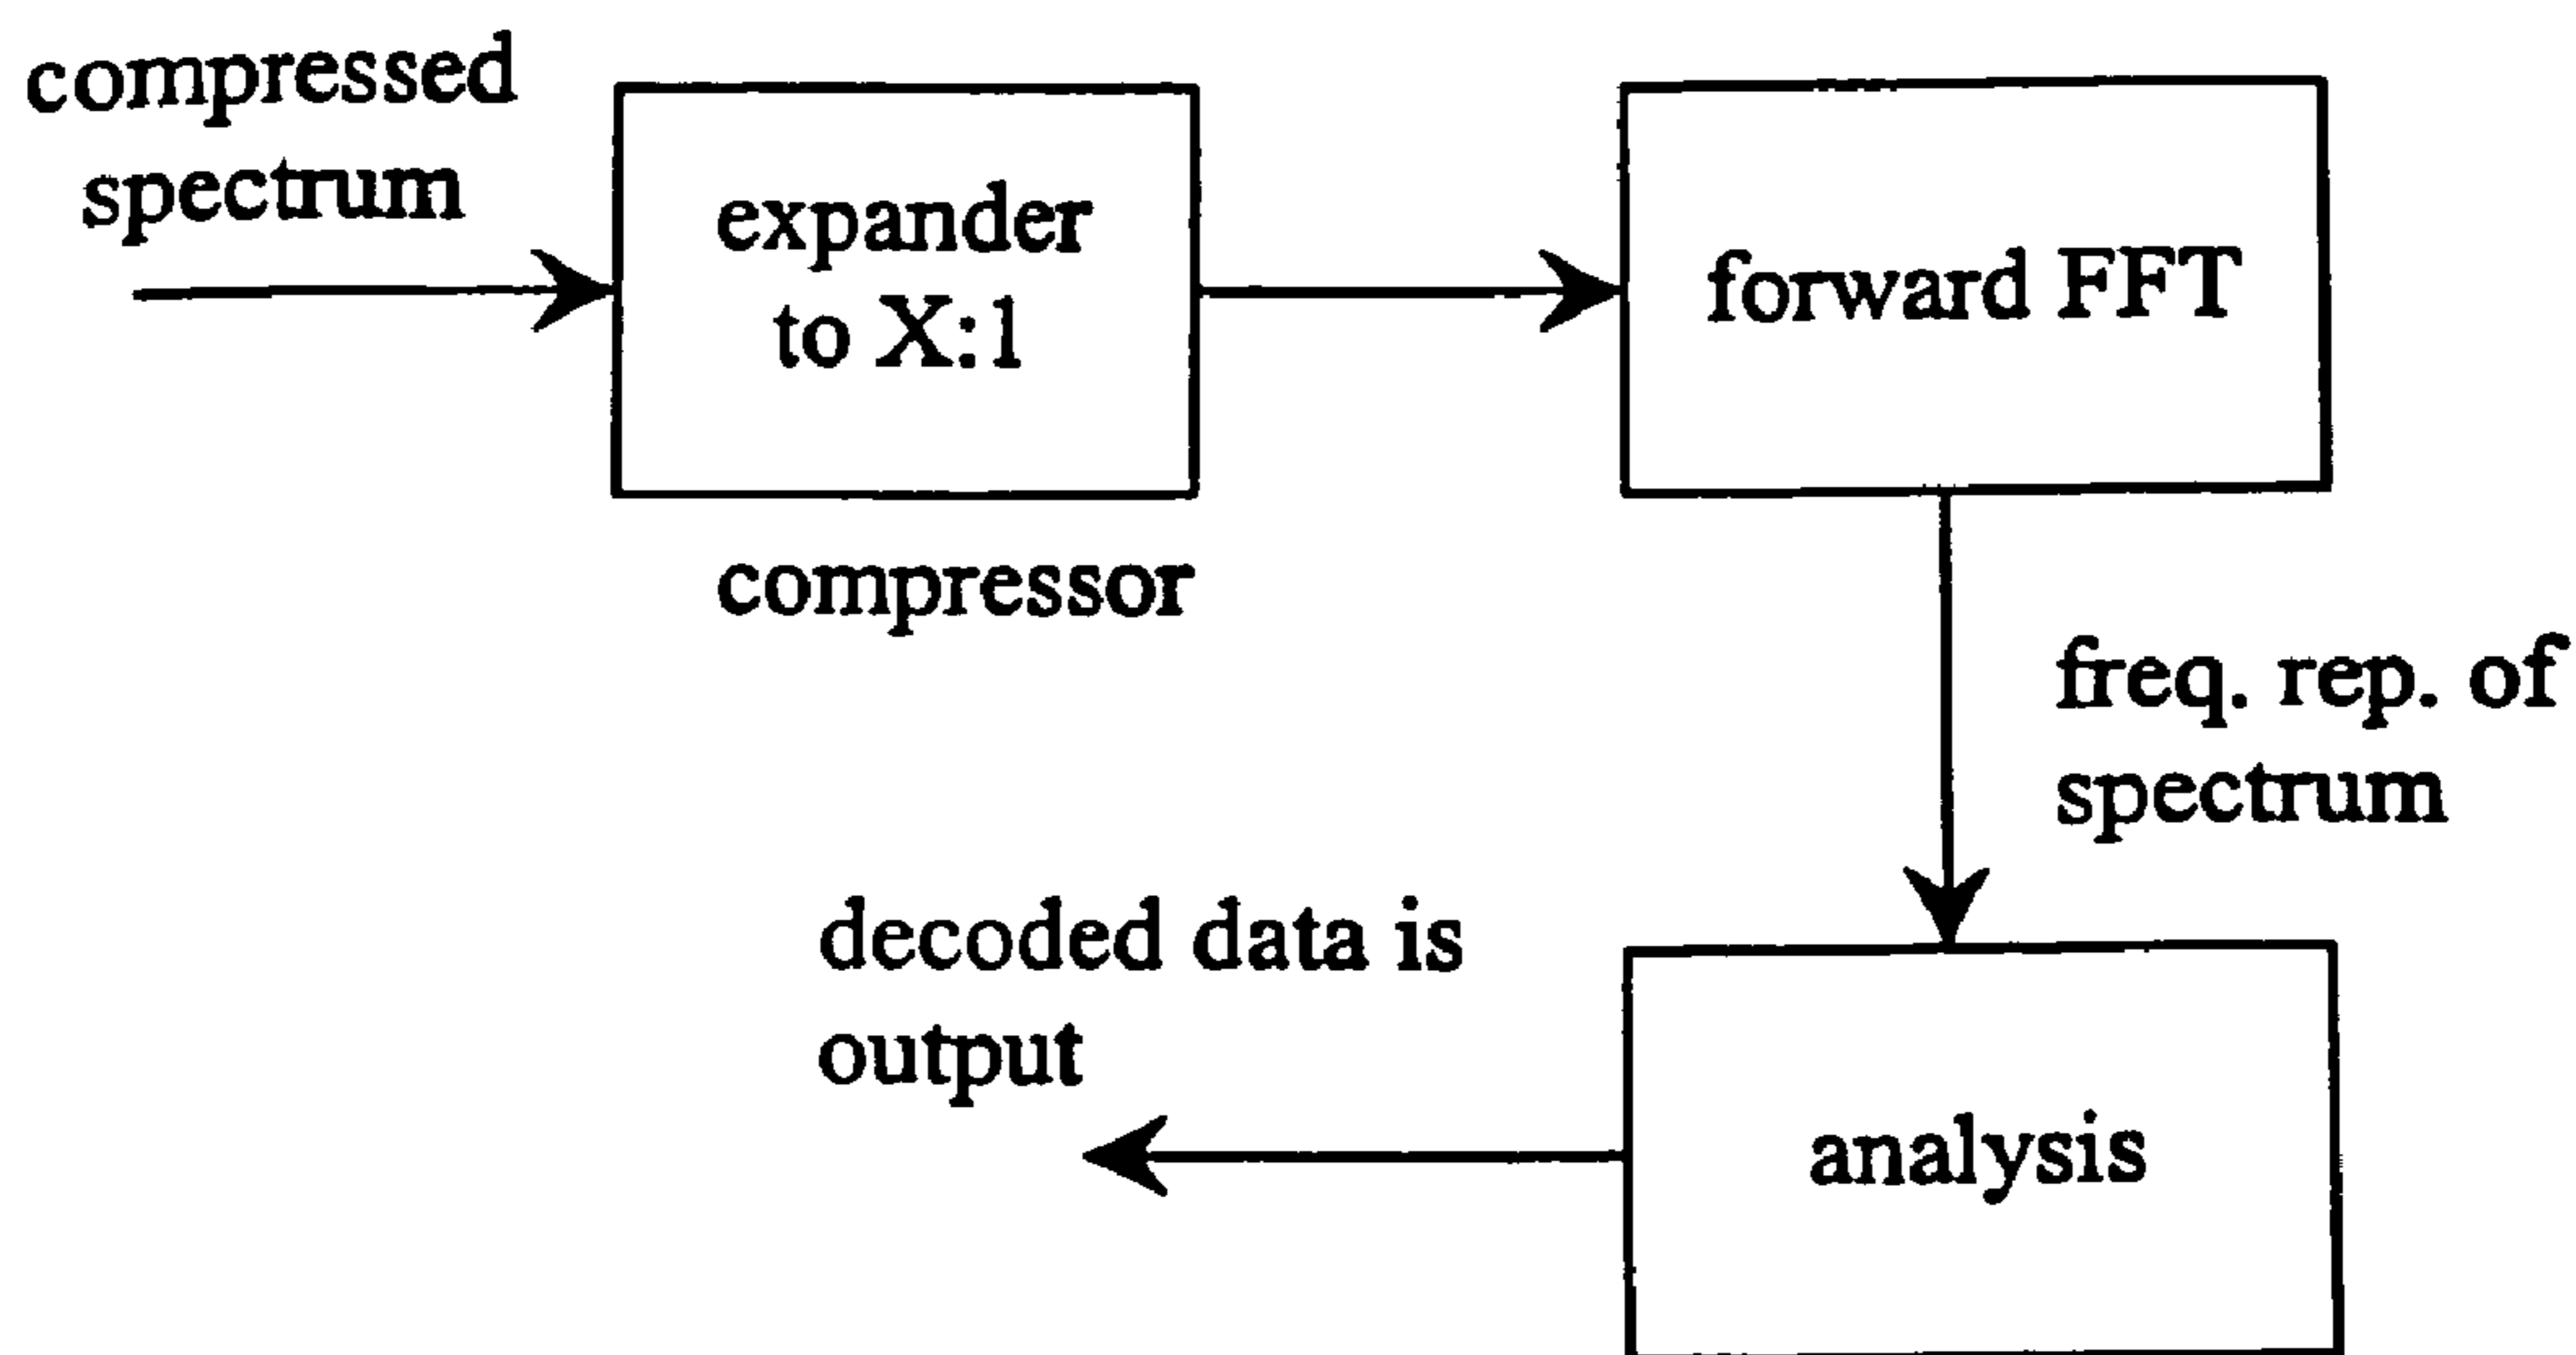 compressed
spectrum
expander
to X:1
compressor
forward FFT
freq. rep. of
spectrum
analysis
decoded data is
output